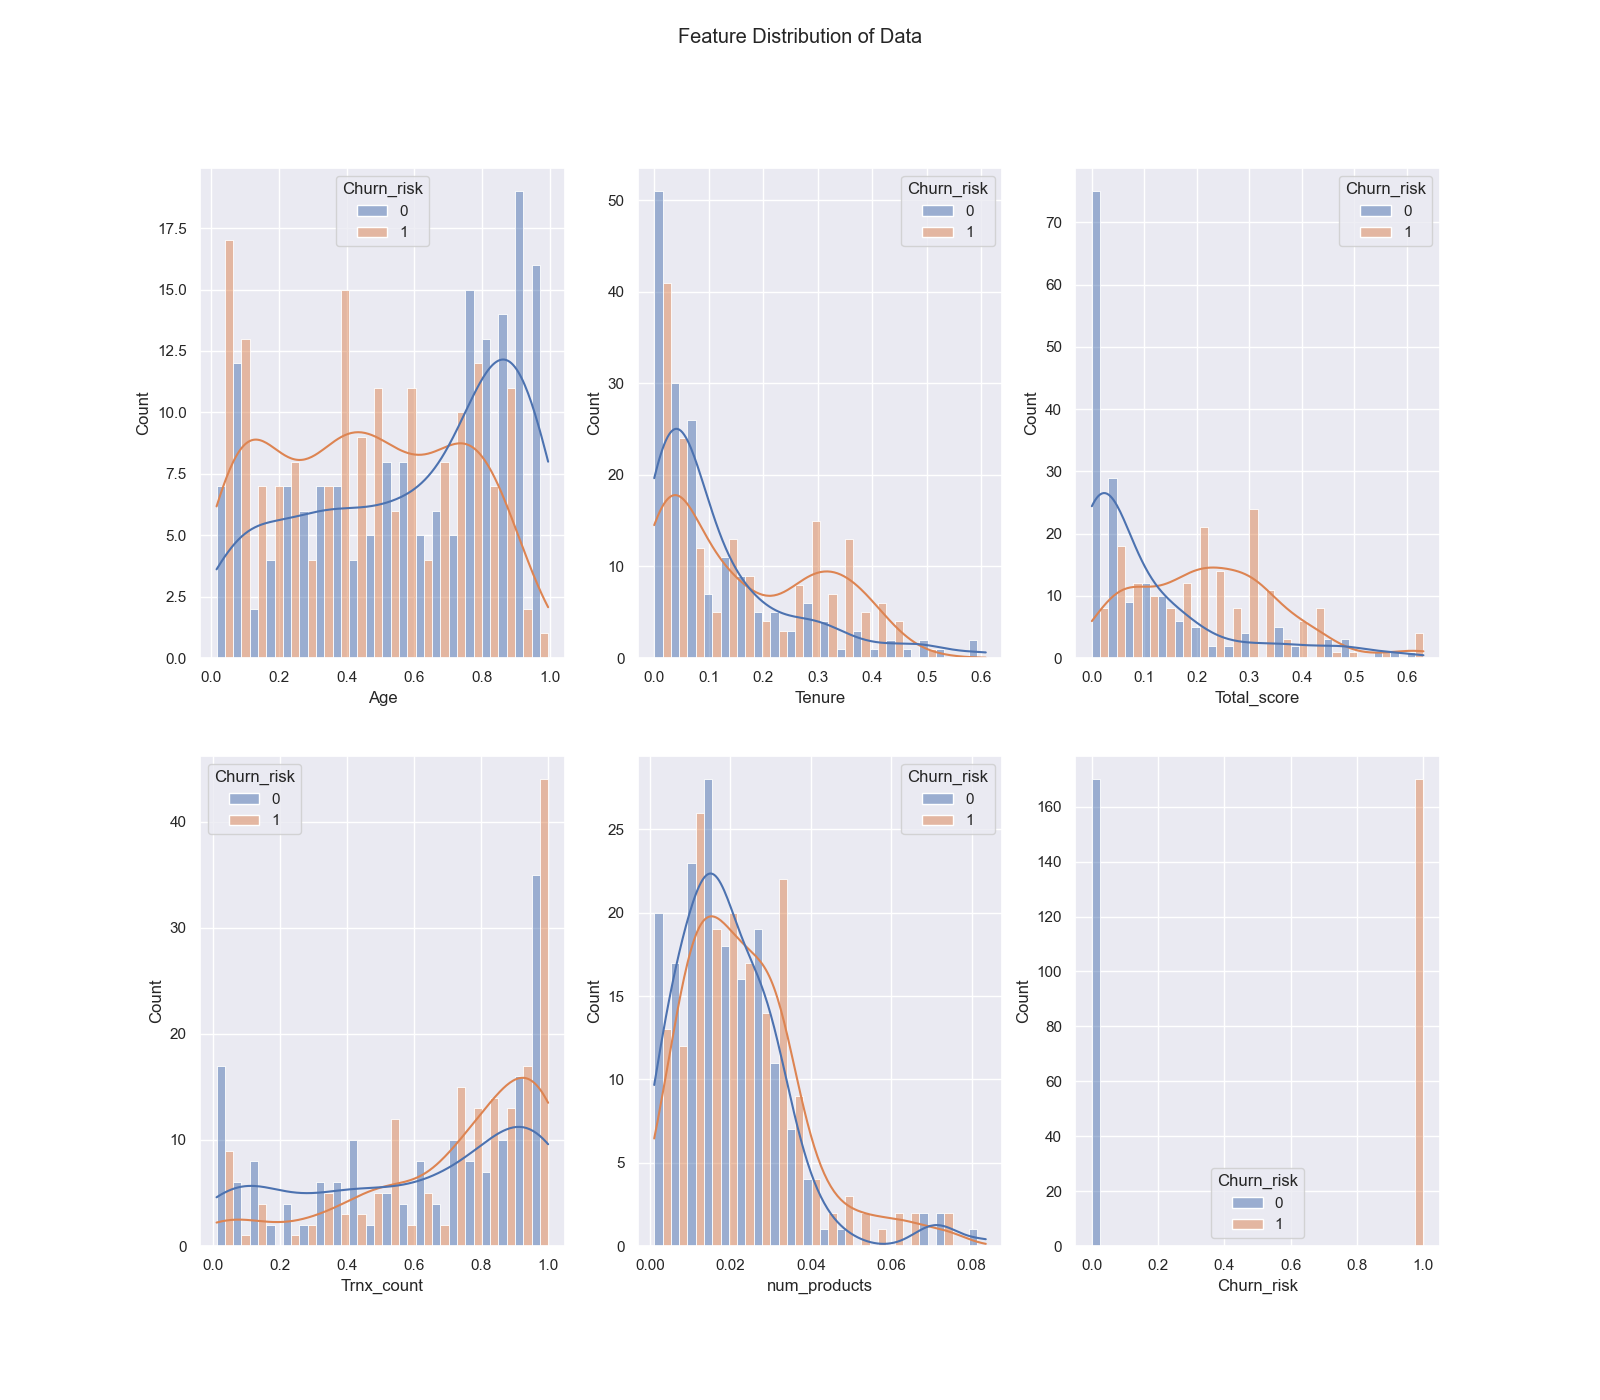 Feature Distribution of Data
Churn_risk
0
1
17.5
15.0
12.5
10.0
7.5
5.0
2.5
0.0
Count
0.0 0.2 0.4 0.6 0.8 1.0
Age
Churn_risk
0
1
50
40
30
20
10
0
Count
0.0 0.1 0.2 0.3 0.4 0.5 0.6
Tenure
Churn_risk
0
1
70
60
50
40
30
20
10
0
Count
0.0 0.1 0.2 0.3 0.4 0.5 0.6
Total_score
Churn_risk
0
1
40
30
20
10
0
Count
0.0 0.2 0.4 0.6 0.8 1.0
Trnx_count
Churn_risk
0
1
25
20
15
10
5
0
Count
0.00 0.02 0.04 0.06 0.08
num_products
160
140
120
100
80
60
40
20
0
Count
Churn_risk
0
1
0.0 0.2 0.4 0.6 0.8 1.0
Churn_risk